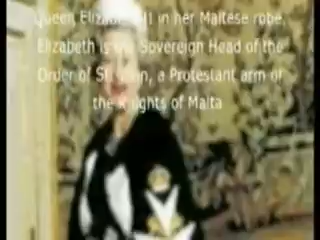 Queen Elizabeth II in her Maltese robe.
Elizabeth is the Sovereign Head of the
Order of St John, a Protestant arm of
the Knights of Malta